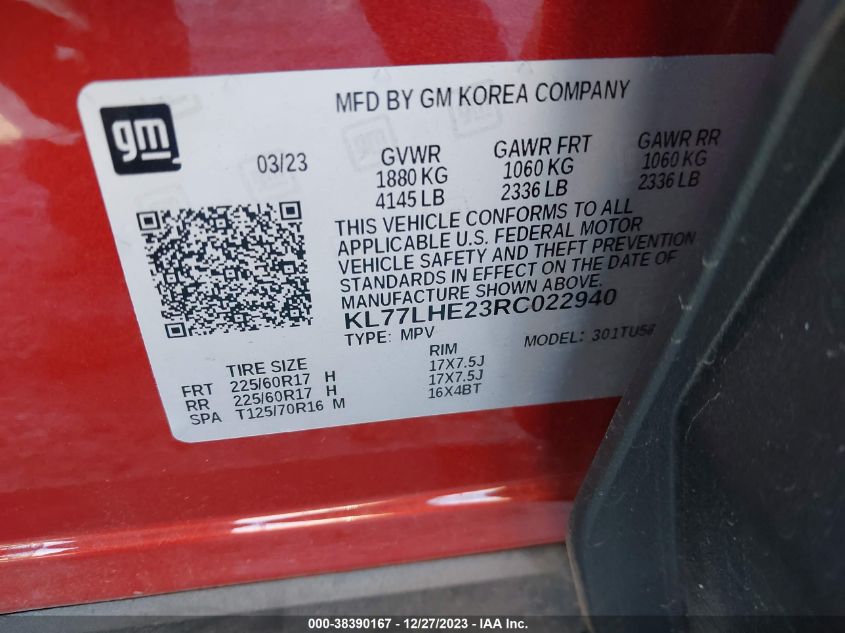 gm
MFD BY GM KOREA COMPANY
03/23 GVWR GAWR FRT GAWR RR
1880 KG 1060 KG 1060 KG
4145 LB 2336 LB 2336 LB
THIS VEHICLE CONFORMS TO ALL
APPLICABLE U.S. FEDERAL MOTOR
VEHICLE SAFETY AND THEFT PREVENTION
STANDARDS IN EFFECT ON THE DATE OF
MANUFACTURE SHOWN ABOVE.
KL77LHE23RC022940
TYPE: MPV MODEL:
TIRE SIZE RIM
FRT 225/60R17 H 17X7.5J
RR 225/60R17 H 17X7.5J
SPA T125/70R16 M 16X4BT
000-38390167 - 12/27/2023 - IAA Inc.